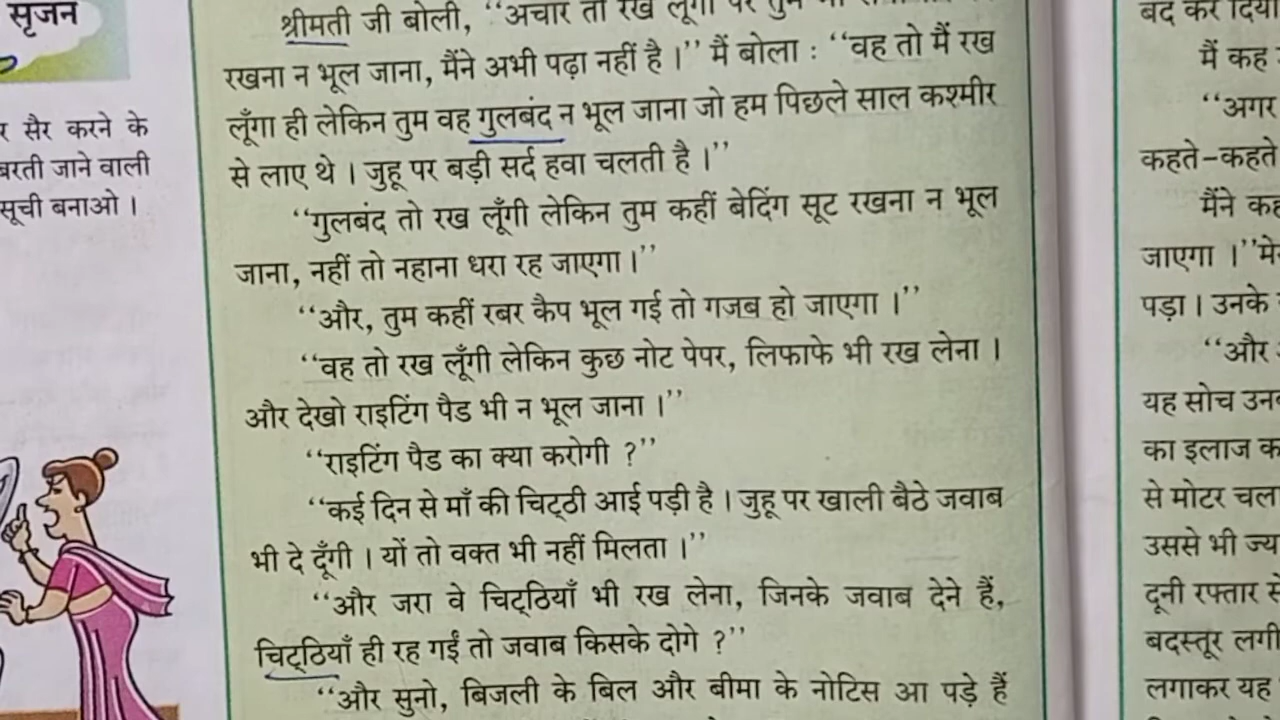 सृजन
र सैर करने के
बरती जाने वाली
सूची बनाओ ।
श्रीमती जी बोली, ‘‘अचार तो रख लूँगी पर तुम
रखना न भूल जाना, मैंने अभी पढ़ा नहीं है ।’’ मैं बोला : ‘‘वह तो मैं रख
लूँगा ही लेकिन तुम वह गुलबंद न भूल जाना जो हम पिछले साल कश्मीर
से लाए थे । जुहू पर बड़ी सर्द हवा चलती है ।’’
‘‘गुलबंद तो रख लूँगी लेकिन तुम कहीं बेदिंग सूट रखना न भूल
जाना, नहीं तो नहाना धरा रह जाएगा ।’’
‘‘और, तुम कहीं रबर कैप भूल गई तो गजब हो जाएगा ।’’
‘‘वह तो रख लूँगी लेकिन कुछ नोट पेपर, लिफाफे भी रख लेना ।
और देखो राइटिंग पैड भी न भूल जाना ।’’
‘‘राइटिंग पैड का क्या करोगी ?’’
‘‘कई दिन से माँ की चिट्ठी आई पड़ी है । जुहू पर खाली बैठे जवाब
भी दे दूँगी । यों तो वक्त भी नहीं मिलता ।’’
‘‘और जरा वे चिट्ठियाँ भी रख लेना, जिनके जवाब देने हैं,
चिट्ठियाँ ही रह गईं तो जवाब किसके दोगे ?’’
‘‘और सुनो, बिजली के बिल और बीमा के नोटिस आ पड़े हैं
बंद कर दिया
मैं कह
‘‘अगर
कहते-कहते
मैंने कह
जाएगा ।’’
पड़ा । उनके
‘‘और
यह सोच उन
का इलाज क
से मोटर चला
उससे भी ज्य
दूनी रफ्तार से
बदस्तूर लगी
लगाकर यह